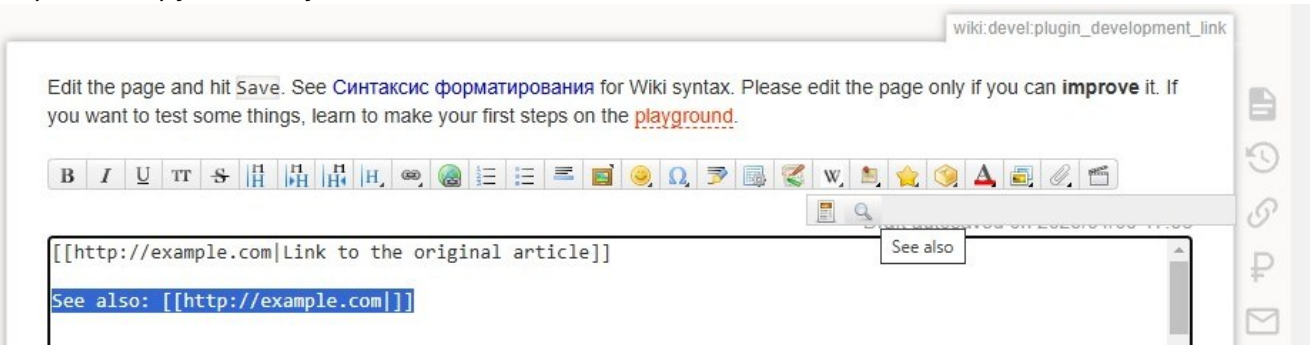 wiki:devel:plugin_development_link
Edit the page and hit Save. See Синтаксис форматирования for Wiki syntax. Please edit the page only if you can improve it. If
you want to test some things, learn to make your first steps on the playground.
B I U TT S H H H H W A
See also
[[http://example.com|Link to the original article]]
See also: [[http://example.com|]]